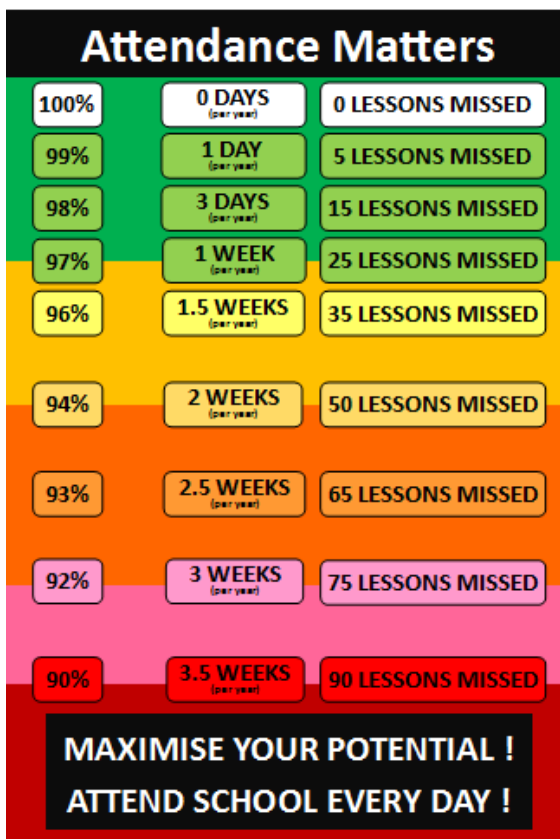 Attendance Matters
100% 0 DAYS 0 LESSONS MISSED
(per year)
99% 1 DAY 5 LESSONS MISSED
(per year)
98% 3 DAYS 15 LESSONS MISSED
(per year)
97% 1 WEEK 25 LESSONS MISSED
(per year)
96% 1.5 WEEKS 35 LESSONS MISSED
(per year)
94% 2 WEEKS 50 LESSONS MISSED
(per year)
93% 2.5 WEEKS 65 LESSONS MISSED
(per year)
92% 3 WEEKS 75 LESSONS MISSED
(per year)
90% 3.5 WEEKS 90 LESSONS MISSED
(per year)
MAXIMISE YOUR POTENTIAL !
ATTEND SCHOOL EVERY DAY !